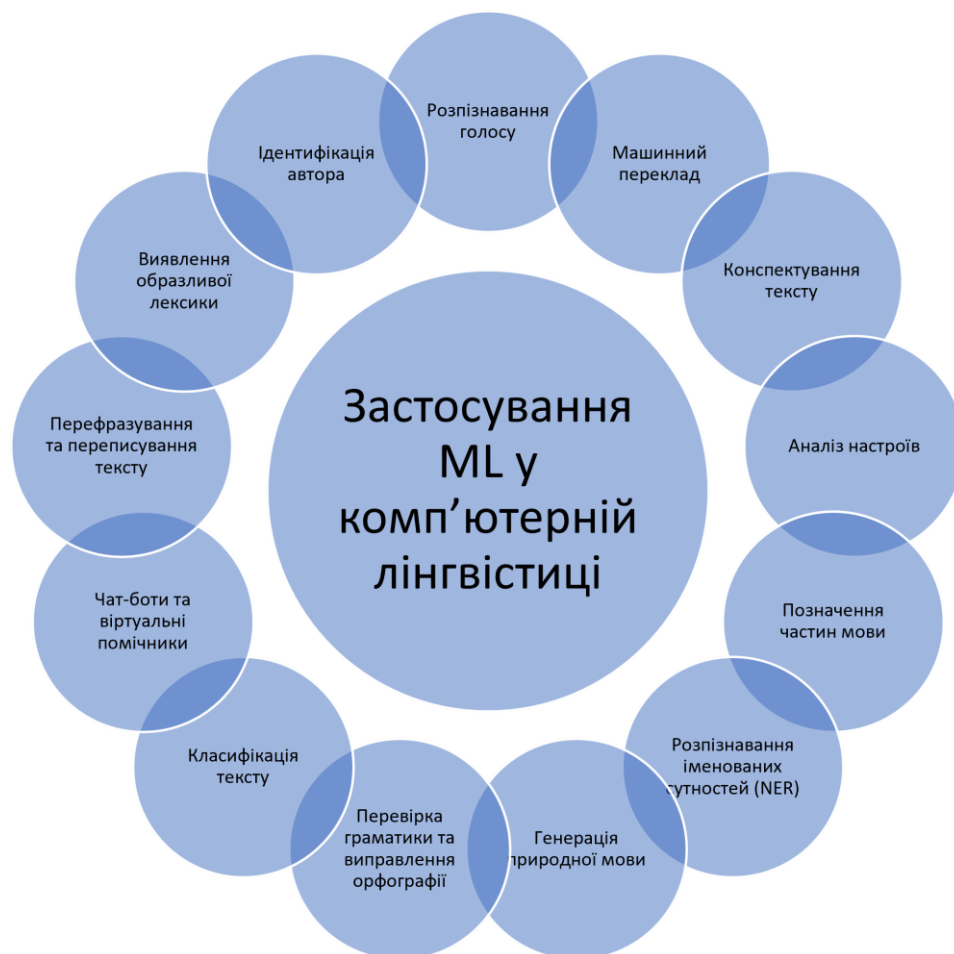 Розпізнавання
голосу
Машинний
переклад
Конспектування
тексту
Аналіз настроїв
Позначення
частин мови
Розпізнавання
іменованих
сутностей (NER)
Генерація
природної мови
Перевірка
граматики та
виправлення
орфографії
Класифікація
тексту
Чат-боти та
віртуальні
помічники
Перефразування
та переписування
тексту
Виявлення
образливої
лексики
Ідентифікація
автора
Застосування
ML у
комп’ютерній
лінгвістиці